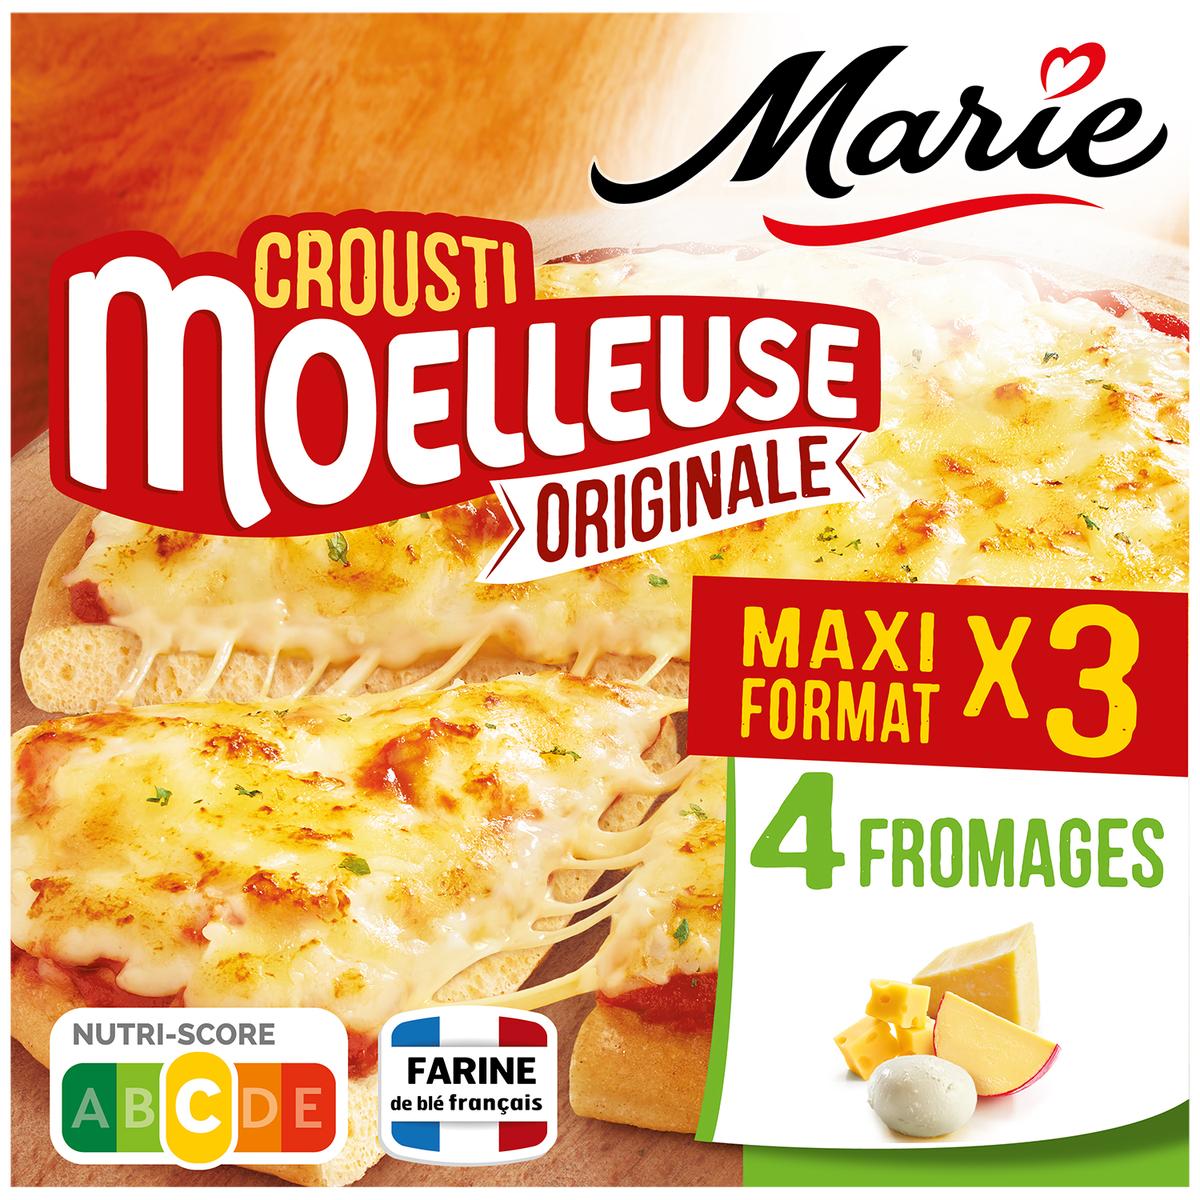 Marie
CROUSTI
MOELLEUSE
ORIGINALE
MAXI
FORMAT X3
4 FROMAGES
NUTRI-SCORE
A B C D E
FARINE
de blé français